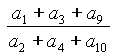 a₁ + a₃ + a₉
a₂ + a₄ + a₁₀